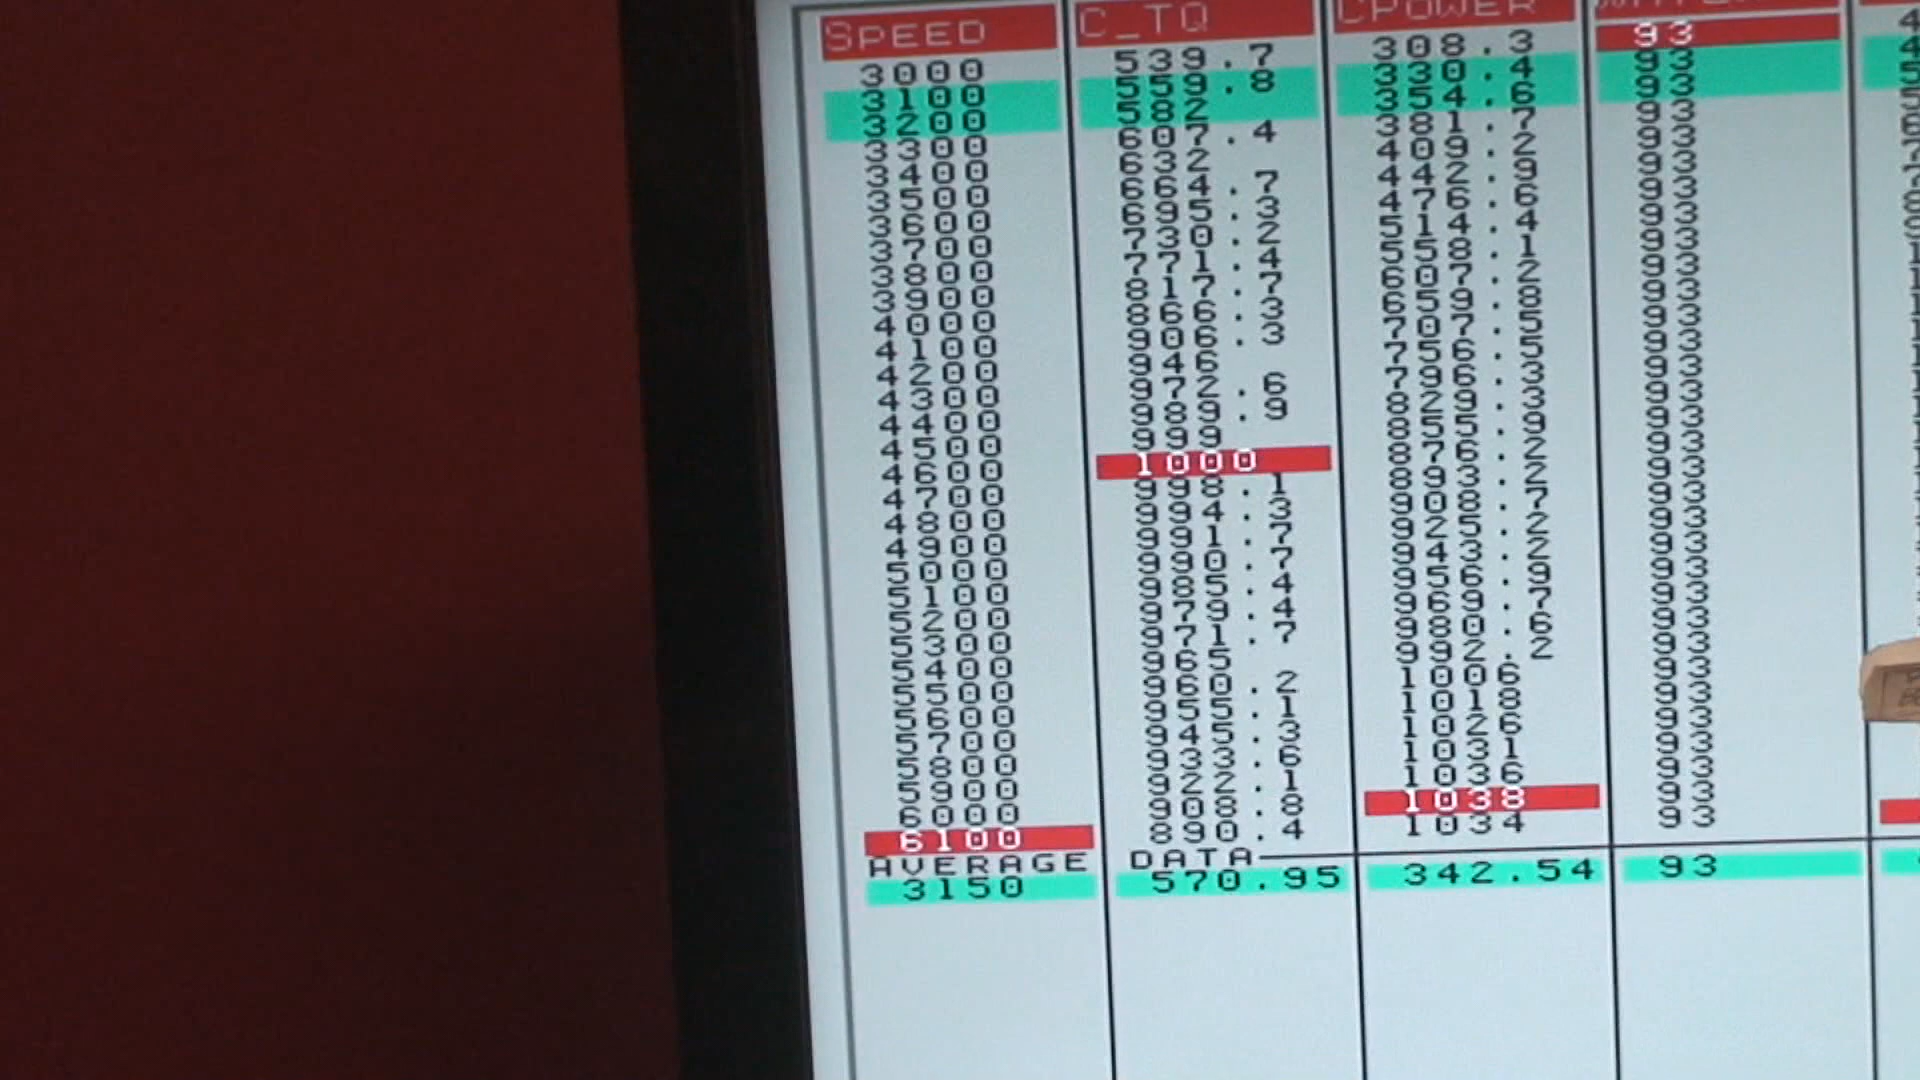 SPEED C_TQ CPOWER
3000 539.7 308.3 93
3100 559.8 330.4 93
3200 582 354.6 93
3300 607.4 381.7 93
3400 632 409.2 93
3500 664.7 442.9 93
3600 695.3 476.6 93
3700 730.2 514.4 93
3800 771.4 558.1 93
3900 817.7 607.2 93
4000 866.3 659.8 93
4100 906.3 707.5 93
4200 946 756.5 93
4300 972.6 796.3 93
4400 989.9 829.3 93
4500 999 855.9 93
4600 1000 876.2 93
4700 998.1 893.2 93
4800 994.3 908.7 93
4900 991.7 925.2 93
5000 990.7 943.2 93
5100 985.4 956.9 93
5200 979.4 969.7 93
5300 971.7 980.6 93
5400 965 992.2 93
5500 960.2 1006 93
5600 955.1 1018 93
5700 945.3 1026 93
5800 933.6 1031 93
5900 922.1 1036 93
6000 908.8 1038 93
6100 890.4 1034 93
AVERAGE DATA
3150 570.95 342.54 93